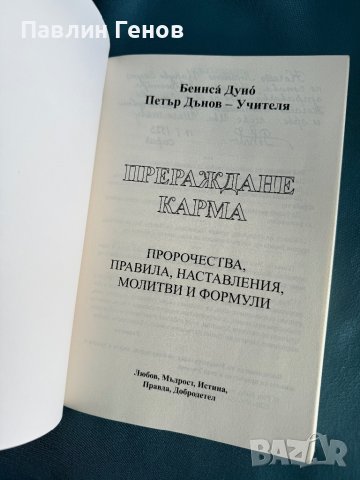 Павлин Генов
Беинса́ Дуно́
Петър Дънов – Учителя
ПРЕРАЖДАНЕ
КАРМА
ПРОРОЧЕСТВА,
ПРАВИЛА, НАСТАВЛЕНИЯ,
МОЛИТВИ И ФОРМУЛИ
Любов, Мъдрост, Истина,
Правда, Добродетел
BAZAR